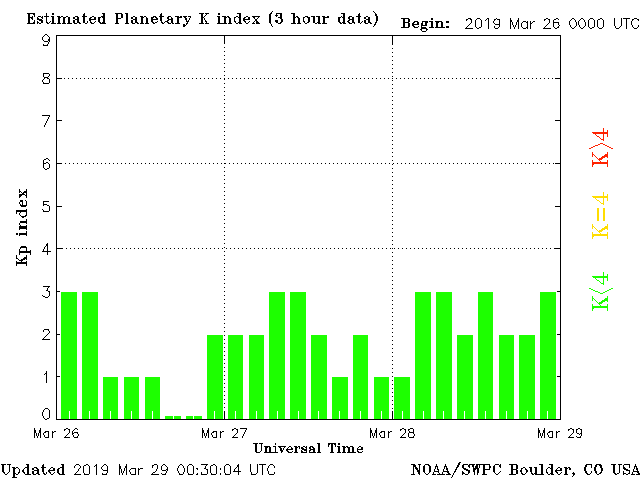 Estimated Planetary K index (3 hour data) Begin: 2019 Mar 26 0000 UTC
9
8
7
6
5
4
3
2
1
0
Kp index
K>4
K=4
K<4
Mar 26 Mar 27 Mar 28 Mar 29
Universal Time
Updated 2019 Mar 29 00:30:04 UTC NOAA/SWPC Boulder, CO USA